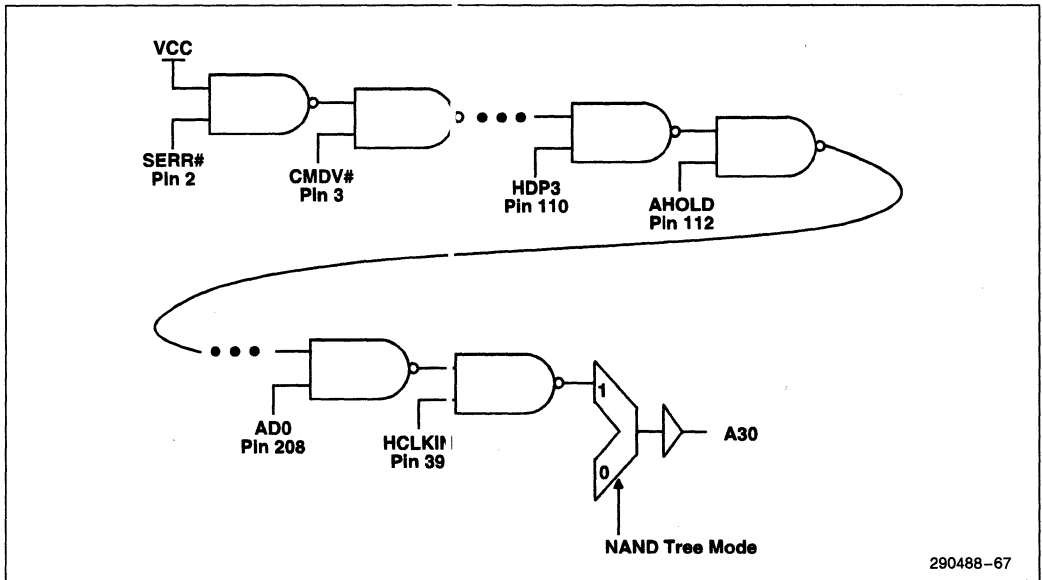 VCC
SERR#
Pin 2
CMDV#
Pin 3
HDP3
Pin 110
AHOLD
Pin 112
AD0
Pin 208
HCLKIN
Pin 39
1
0
A30
NAND Tree Mode
290488–67